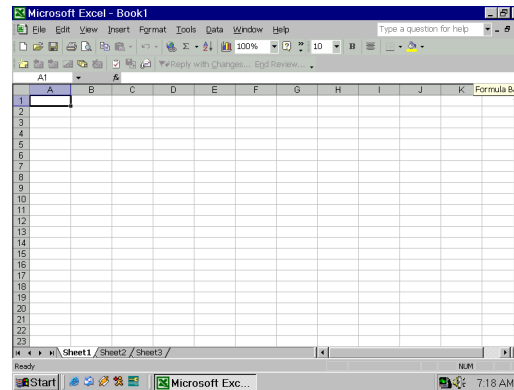 Microsoft Excel - Book1
File Edit View Insert Format Tools Data Window Help Type a question for help
100% 10 B
Reply with Changes... End Review...
A1 fx
A B C D E F G H I J K Formula B
1
2
3
4
5
6
7
8
9
10
11
12
13
14
15
16
17
18
19
20
21
22
23
Sheet1 Sheet2 Sheet3
Ready NUM
Start Microsoft Exc... 7:18 AM